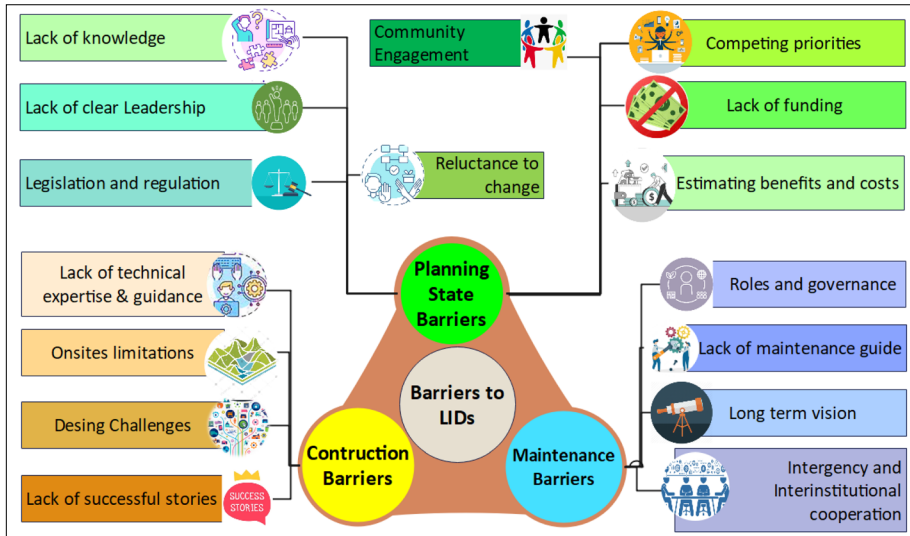 Lack of knowledge
Community
Engagement
Competing priorities
Lack of clear Leadership
Lack of funding
Legislation and regulation
Reluctance to
change
Estimating benefits and costs
Planning
State
Barriers
Lack of technical
expertise & guidance
Onsites limitations
Desing Challenges
Lack of successful stories
SUCCESS
STORIES
Barriers to
LIDs
Contruction
Barriers
Maintenance
Barriers
Roles and governance
Lack of maintenance guide
Long term vision
Intergency and
Interinstitutional
cooperation